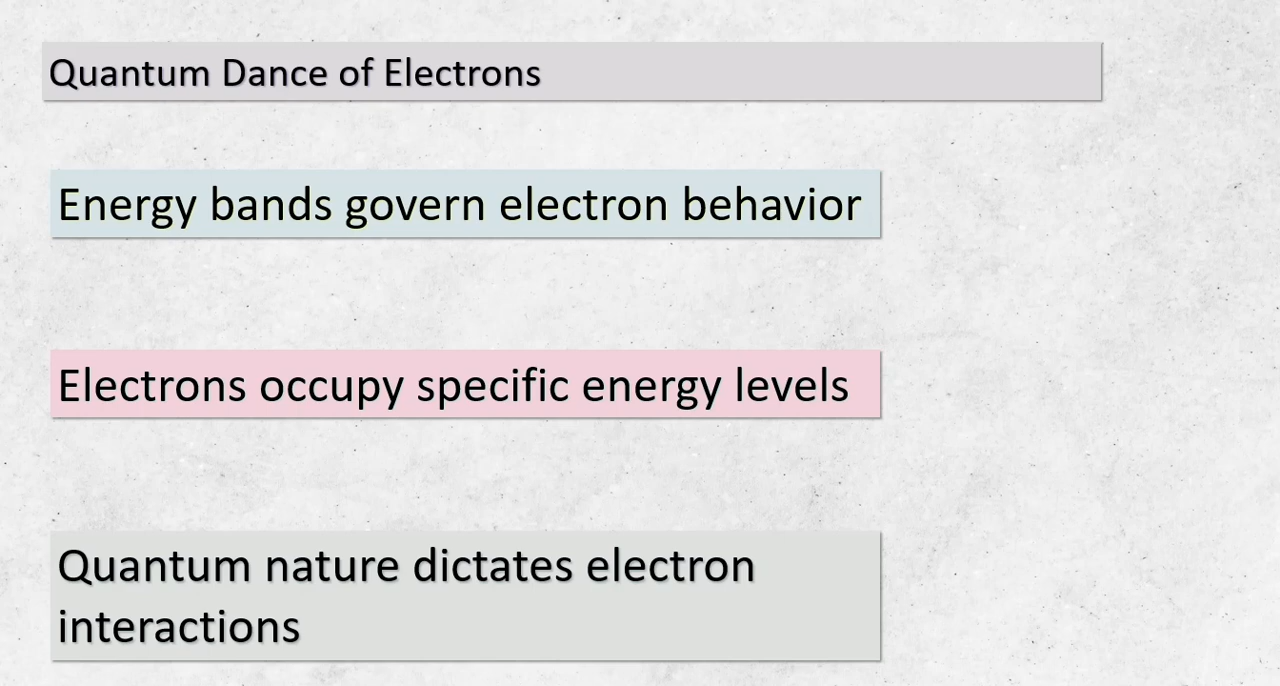 Quantum Dance of Electrons
Energy bands govern electron behavior
Electrons occupy specific energy levels
Quantum nature dictates electron
interactions